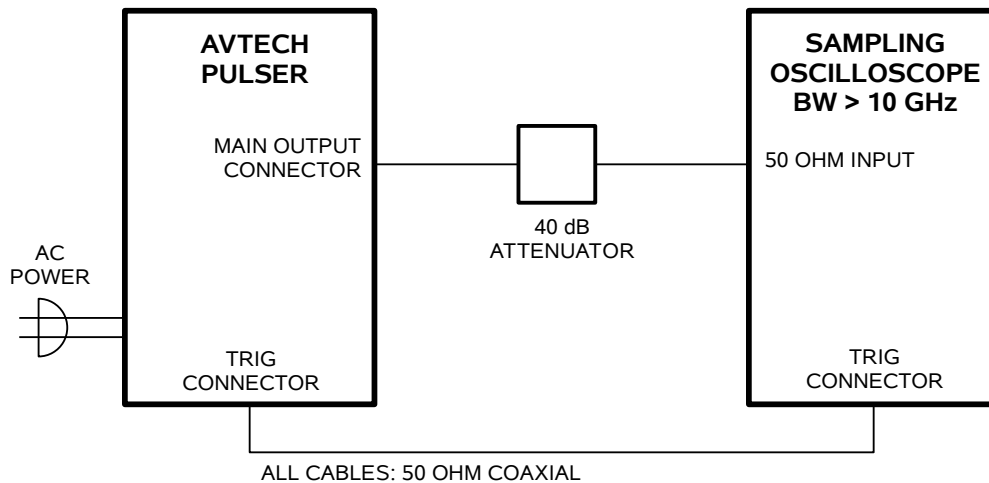 AVTECH
PULSER
SAMPLING
OSCILLOSCOPE
BW > 10 GHz
MAIN OUTPUT
CONNECTOR
50 OHM INPUT
40 dB
ATTENUATOR
AC
POWER
TRIG
CONNECTOR
TRIG
CONNECTOR
ALL CABLES: 50 OHM COAXIAL